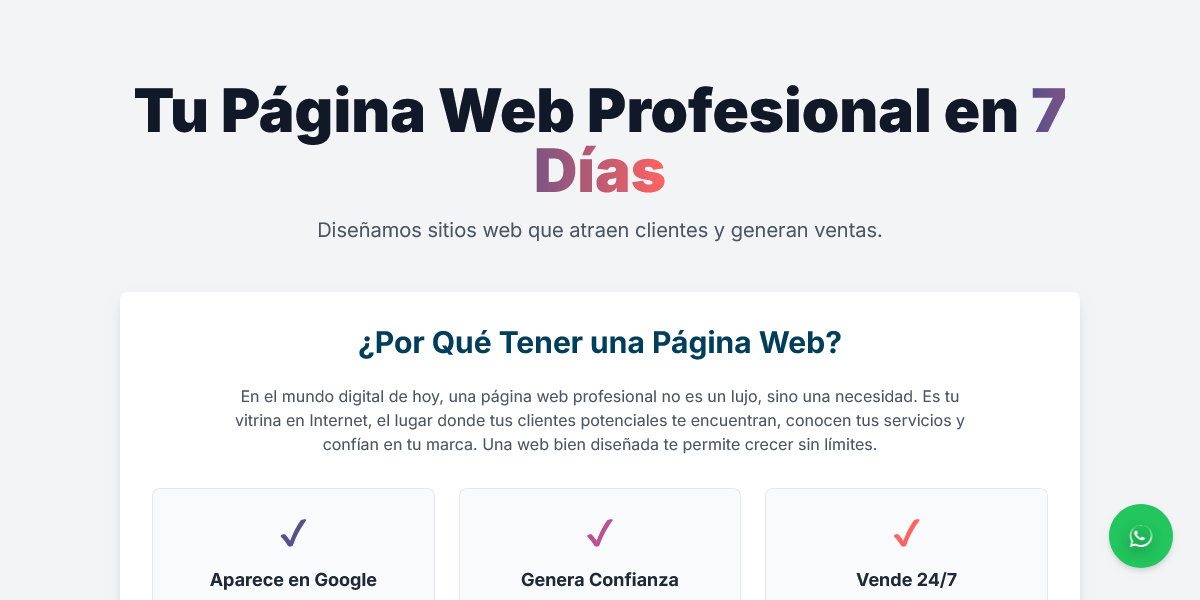 Tu Página Web Profesional en 7
Días
Diseñamos sitios web que atraen clientes y generan ventas.
¿Por Qué Tener una Página Web?
En el mundo digital de hoy, una página web profesional no es un lujo, sino una necesidad. Es tu
vitrina en Internet, el lugar donde tus clientes potenciales te encuentran, conocen tus servicios y
confían en tu marca. Una web bien diseñada te permite crecer sin límites.
Aparece en Google
Genera Confianza
Vende 24/7